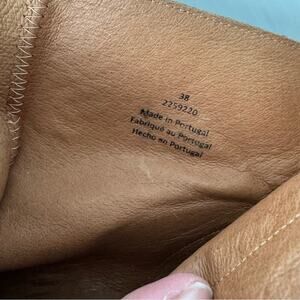 38
2259220
Made in Portugal
Fabriqué au Portugal
Hecho en Portugal